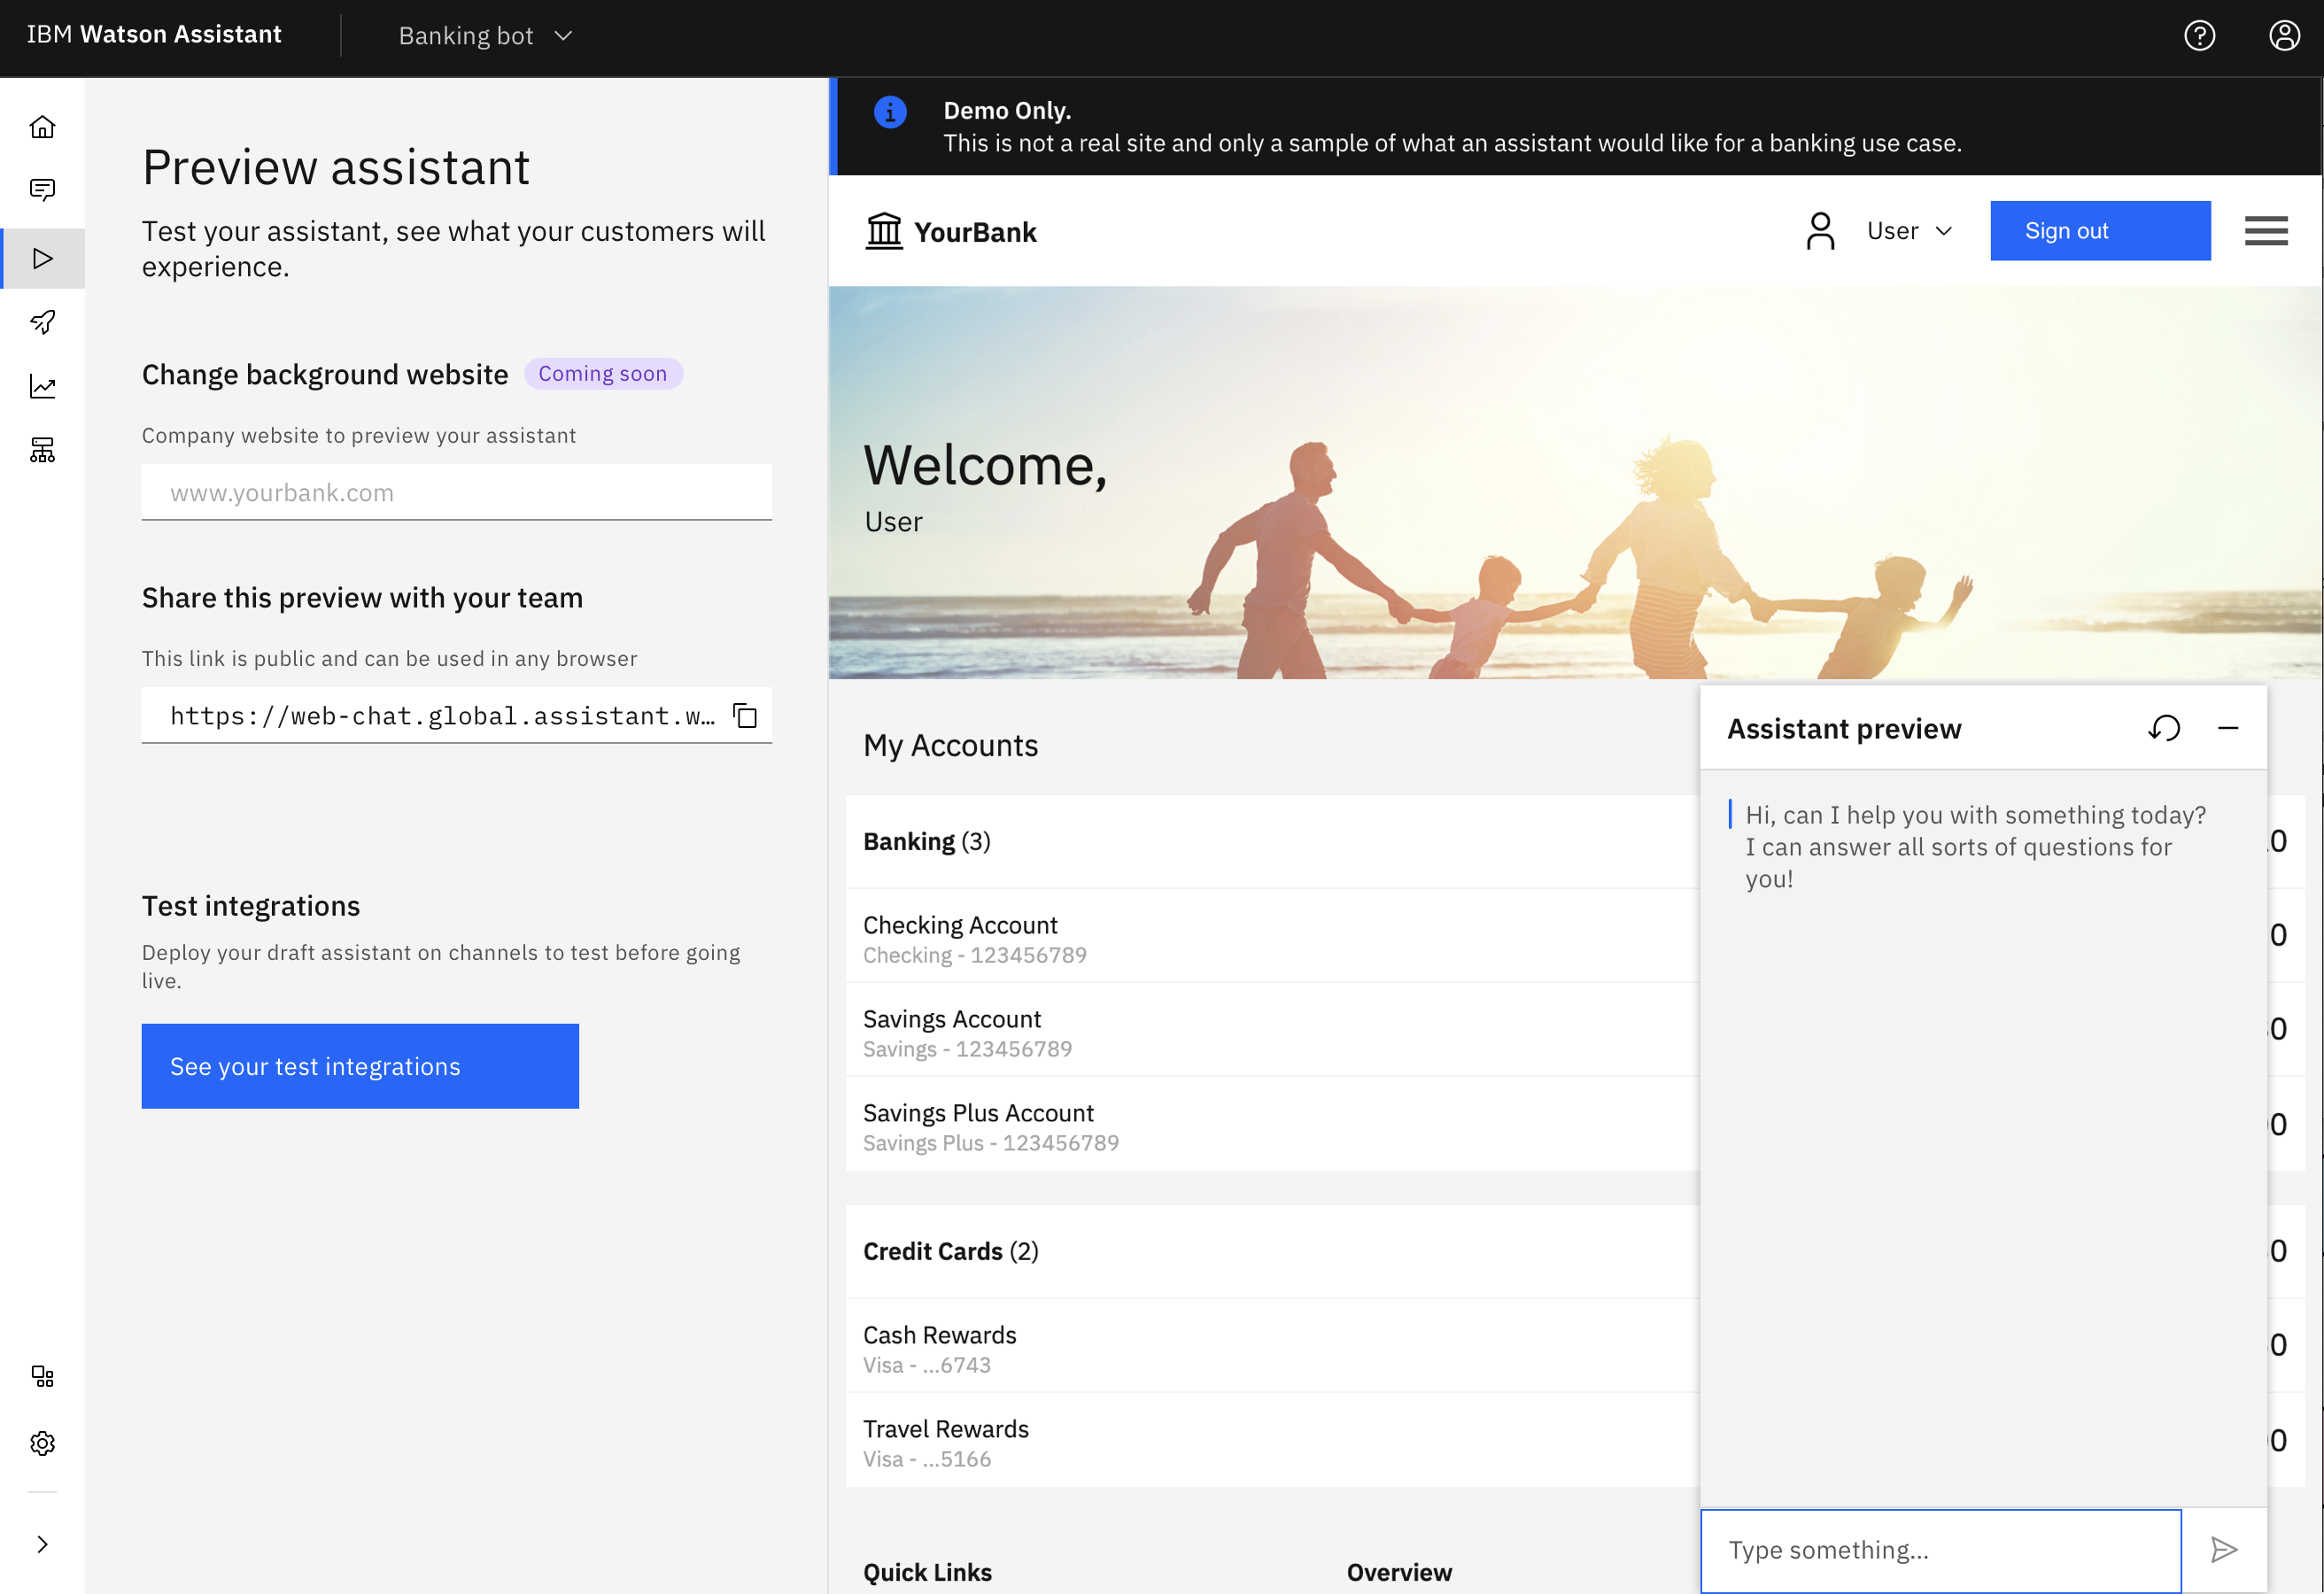 IBM Watson Assistant
Banking bot
Preview assistant
Test your assistant, see what your customers will
experience.
Change background website
Coming soon
Company website to preview your assistant
www.yourbank.com
Share this preview with your team
This link is public and can be used in any browser
https://web-chat.global.assistant.w…
Test integrations
Deploy your draft assistant on channels to test before going
live.
See your test integrations
Demo Only.
This is not a real site and only a sample of what an assistant would like for a banking use case.
YourBank
User
Sign out
Welcome,
User
My Accounts
Banking (3)
Checking Account
Checking - 123456789
Savings Account
Savings - 123456789
Savings Plus Account
Savings Plus - 123456789
Credit Cards (2)
Cash Rewards
Visa - ...6743
Travel Rewards
Visa - ...5166
Quick Links
Overview
Assistant preview
Hi, can I help you with something today?
I can answer all sorts of questions for
you!
Type something...